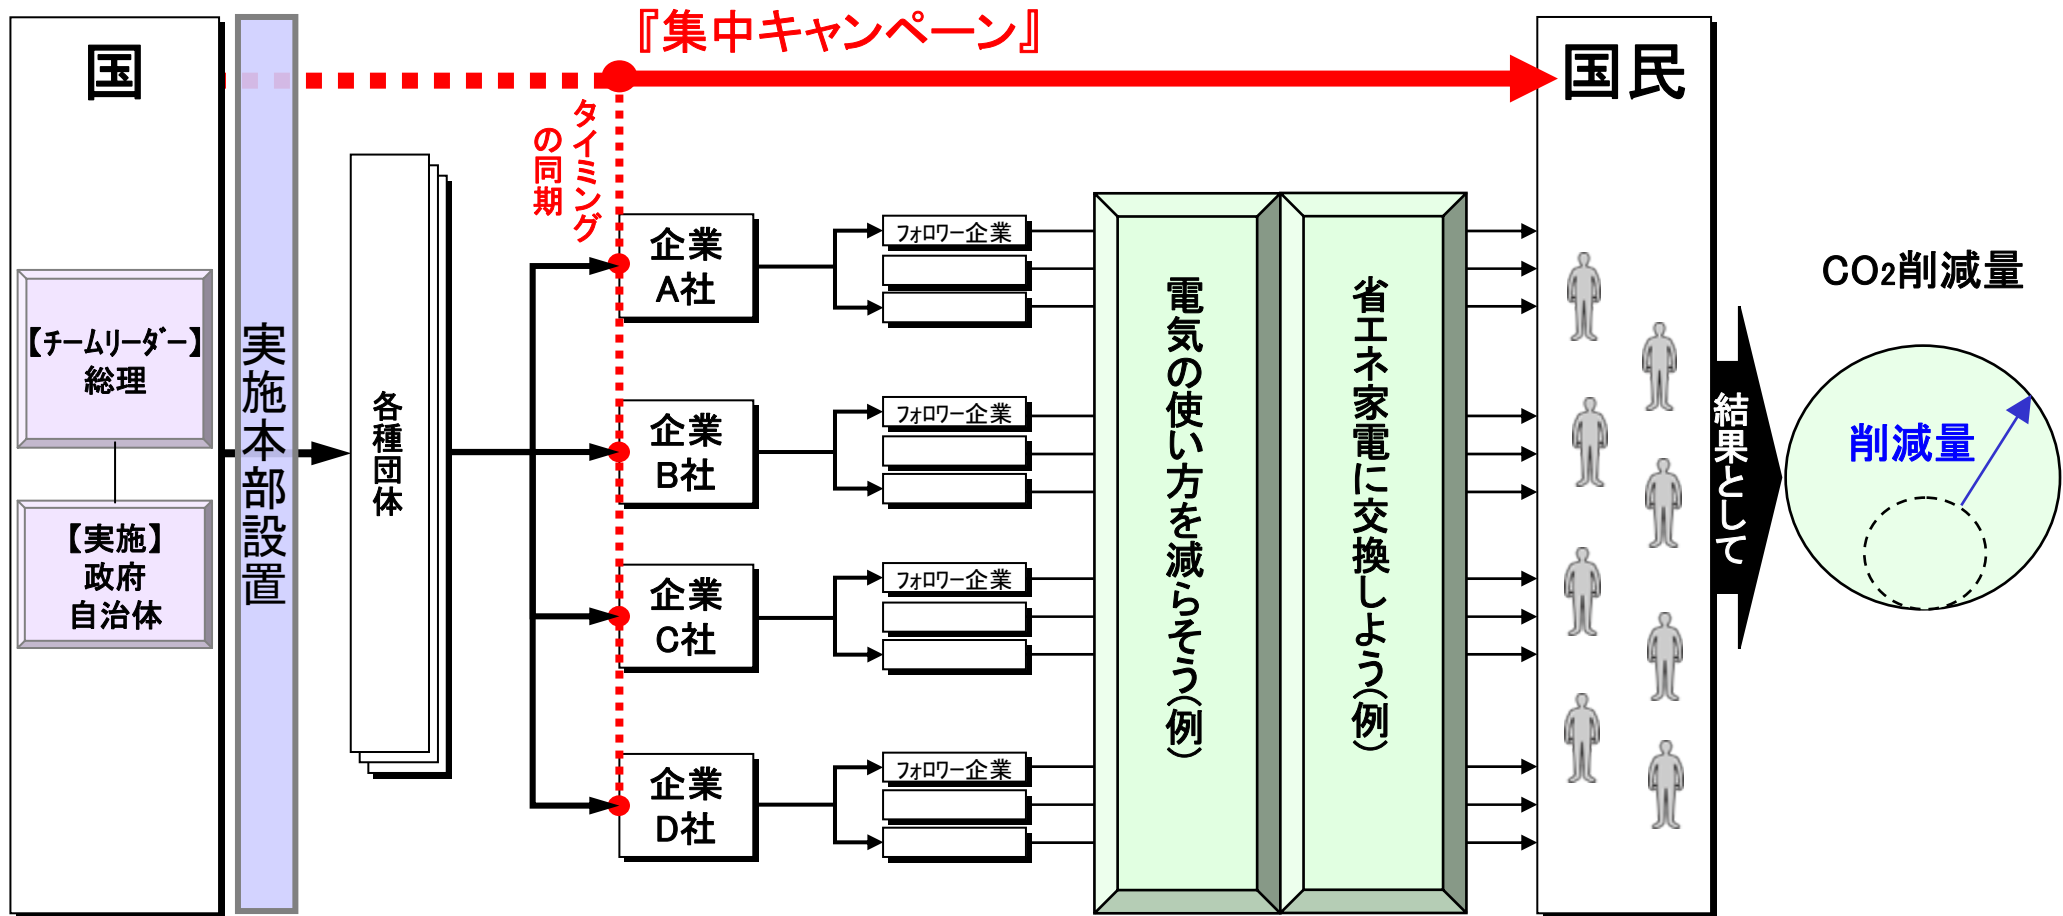 『集中キャンペーン』
国
【チームリーダー】
総理
【実施】
政府
自治体
実施本部設置
各種団体
タイミング
の同期
企業
A社
フォロワー企業
企業
B社
フォロワー企業
企業
C社
フォロワー企業
企業
D社
フォロワー企業
電気の使い方を減らそう(例)
省エネ家電に交換しよう(例)
国民
結果として
CO₂削減量
削減量